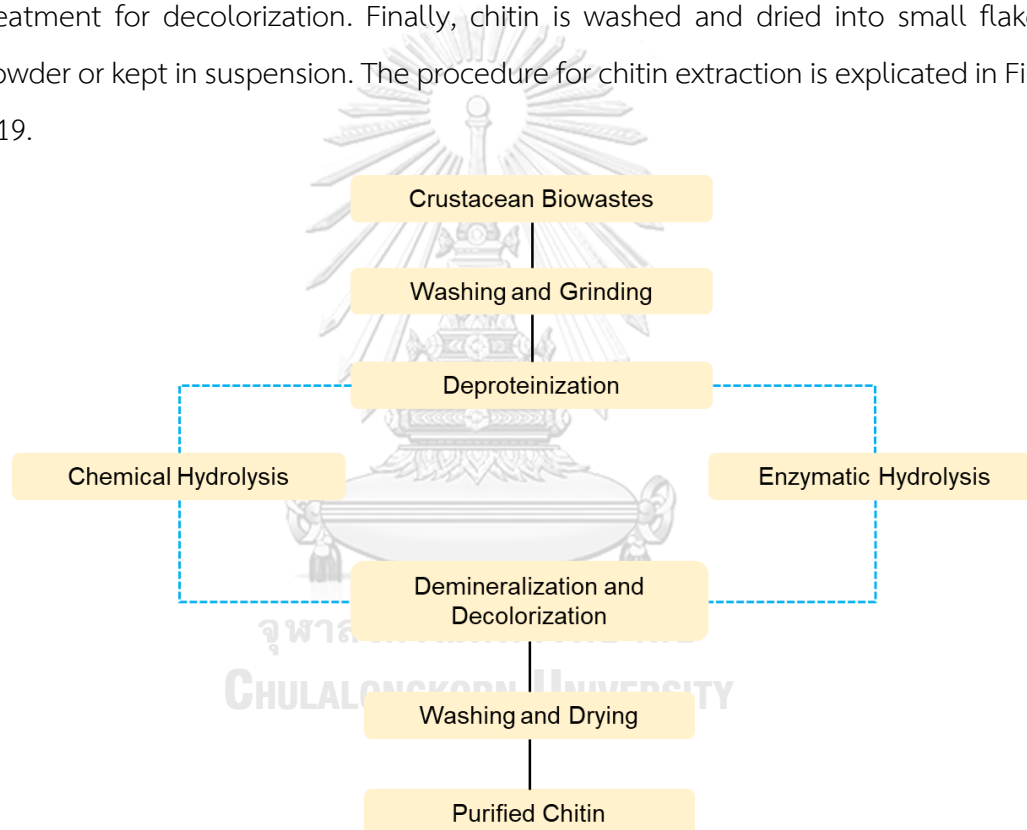 eatment for decolorization. Finally, chitin is washed and dried into small flake
owder or kept in suspension. The procedure for chitin extraction is explicated in Fi
19.
Crustacean Biowastes
Washing and Grinding
Deproteinization
Chemical Hydrolysis
Enzymatic Hydrolysis
Demineralization and
Decolorization
CHULALONGKORN UNIVERSITY
Washing and Drying
Purified Chitin